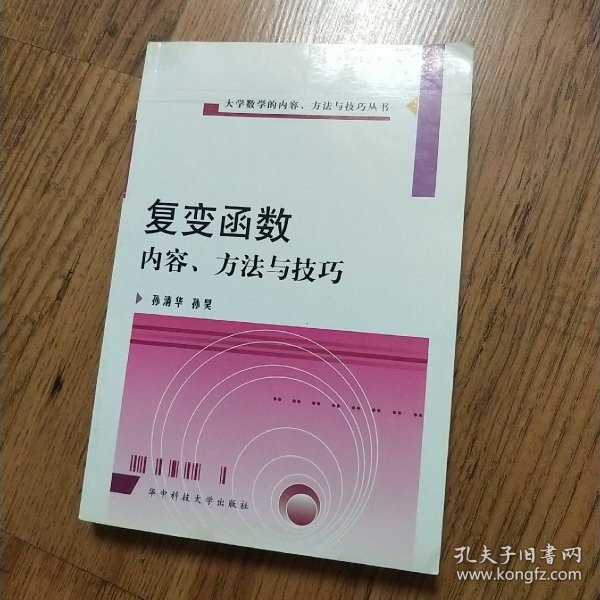 大学数学的内容、方法与技巧丛书
复变函数
内容、方法与技巧
孙清华 孙昊
华中科技大学出版社
孔夫子旧書网
www.kongfz.com